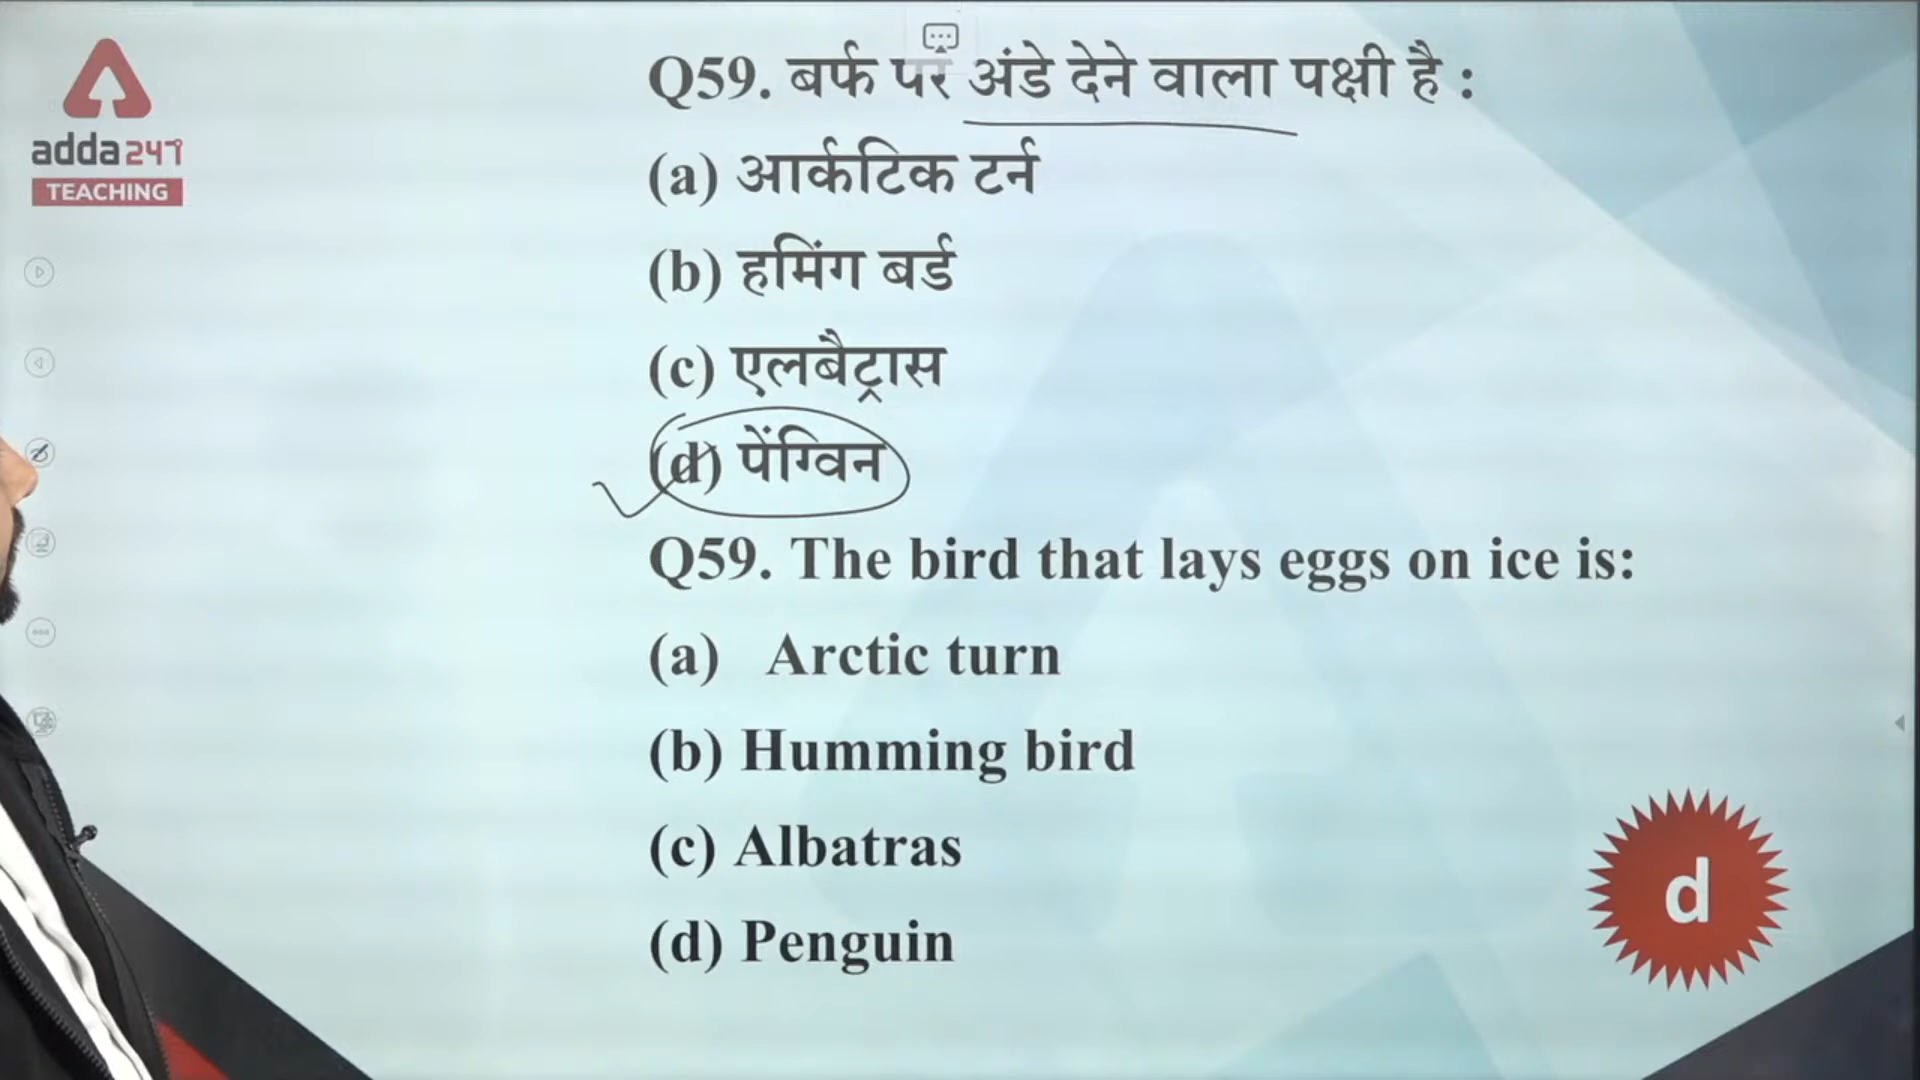 adda247
TEACHING
Q59. बर्फ पर अंडे देने वाला पक्षी है :
(a) आर्कटिक टर्न
(b) हमिंग बर्ड
(c) एलबैट्रास
(d) पेंग्विन
Q59. The bird that lays eggs on ice is:
(a) Arctic turn
(b) Humming bird
(c) Albatras
(d) Penguin
d